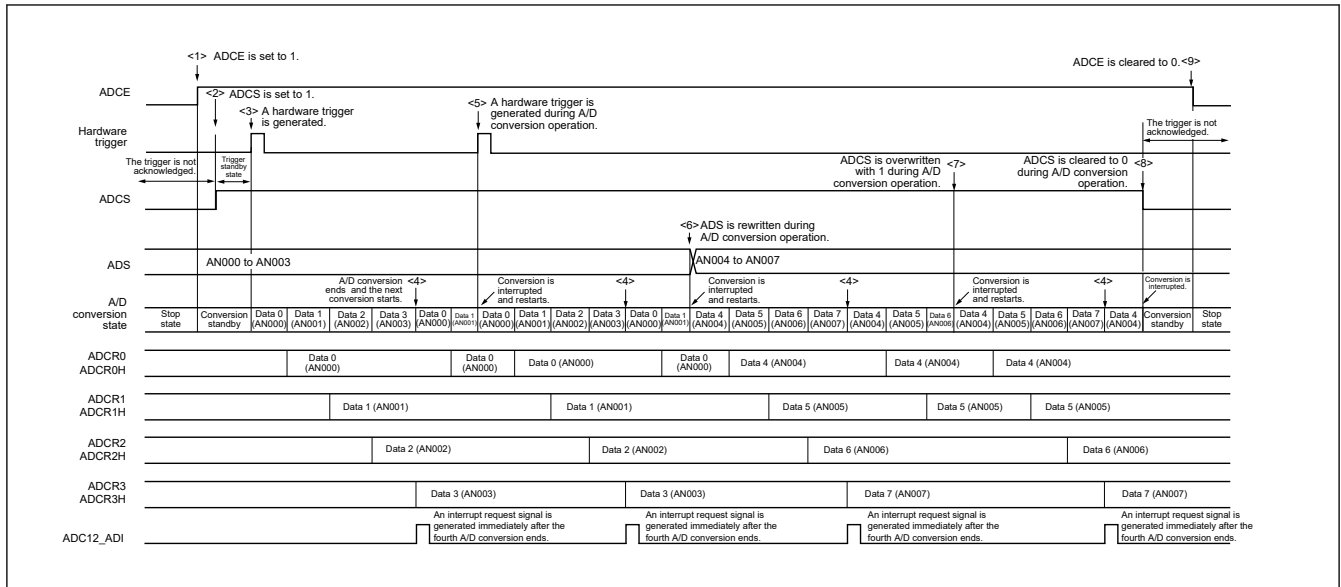 <1> ADCE is set to 1.
ADCE is cleared to 0.<9>
ADCE
<2> ADCS is set to 1.
<3> A hardware trigger
is generated.
<5> A hardware trigger is
generated during A/D
conversion operation.
Hardware
trigger
The trigger is not
acknowledged.
The trigger is not
acknowledged.
Trigger
standby
state
ADCS is overwritten <7>
with 1 during A/D
conversion operation.
ADCS is cleared to 0 <8>
during A/D conversion
operation.
ADCS
<6>ADS is rewritten during
A/D conversion operation.
ADS
AN000 to AN003
AN004 to AN007
A/D conversion <4>
ends and the next
conversion starts.
Conversion is
interrupted
and restarts.
<4>
Conversion is
interrupted
and restarts.
<4>
Conversion is
interrupted
and restarts.
<4>
Conversion is
interrupted.
A/D
conversion
state
Stop
state
Conversion
standby
Data 0
(AN000)
Data 1
(AN001)
Data 2
(AN002)
Data 3
(AN003)
Data 0
(AN000)
Data 1
(AN001)
Data 0
(AN000)
Data 1
(AN001)
Data 2
(AN002)
Data 3
(AN003)
Data 0
(AN000)
Data 1
(AN001)
Data 4
(AN004)
Data 5
(AN005)
Data 6
(AN006)
Data 7
(AN007)
Data 4
(AN004)
Data 5
(AN005)
Data 6
(AN006)
Data 4
(AN004)
Data 5
(AN005)
Data 6
(AN006)
Data 7
(AN007)
Data 4
(AN004)
Conversion
standby
Stop
state
ADCR0
ADCR0H
Data 0
(AN000)
Data 0
(AN000)
Data 0 (AN000)
Data 0
(AN000)
Data 4 (AN004)
Data 4 (AN004)
Data 4 (AN004)
ADCR1
ADCR1H
Data 1 (AN001)
Data 1 (AN001)
Data 5 (AN005)
Data 5 (AN005)
Data 5 (AN005)
ADCR2
ADCR2H
Data 2 (AN002)
Data 2 (AN002)
Data 6 (AN006)
Data 6 (AN006)
ADCR3
ADCR3H
Data 3 (AN003)
Data 3 (AN003)
Data 7 (AN007)
Data 7 (AN007)
ADC12_ADI
An interrupt request signal is
generated immediately after the
fourth A/D conversion ends.
An interrupt request signal is
generated immediately after the
fourth A/D conversion ends.
An interrupt request signal is
generated immediately after the
fourth A/D conversion ends.
An interrupt request signal is
generated immediately after the
fourth A/D conversion ends.